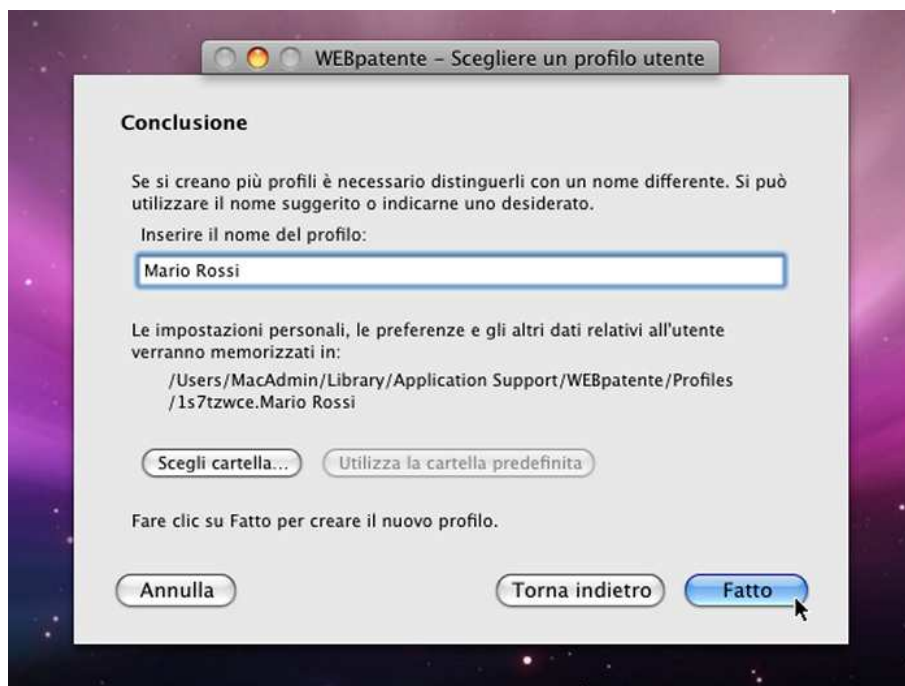 WEBpatente – Scegliere un profilo utente
Conclusione
Se si creano più profili è necessario distinguerli con un nome differente. Si può
utilizzare il nome suggerito o indicarne uno desiderato.
Inserire il nome del profilo:
Mario Rossi
Le impostazioni personali, le preferenze e gli altri dati relativi all'utente
verranno memorizzati in:
/Users/MacAdmin/Library/Application Support/WEBpatente/Profiles
/1s7tzwce.Mario Rossi
Scegli cartella... Utilizza la cartella predefinita
Fare clic su Fatto per creare il nuovo profilo.
Annulla Torna indietro Fatto